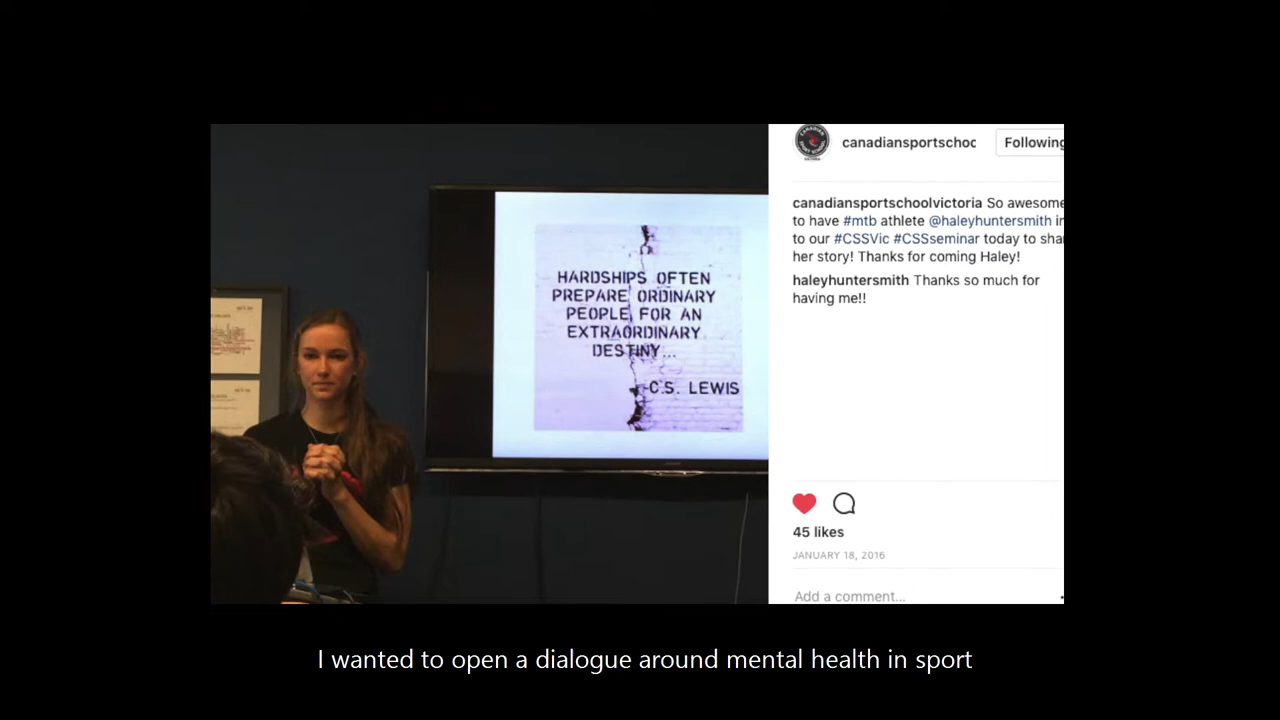 HARDSHIPS OFTEN
PREPARE ORDINARY
PEOPLE FOR AN
EXTRAORDINARY
DESTINY...
-C.S. LEWIS
canadiansportschoc
Following
canadiansportschoolvictoria So awesome
to have #mtb athlete @haleyhuntersmith in
to our #CSSVic #CSSseminar today to sha
her story! Thanks for coming Haley!
haleyhuntersmith Thanks so much for
having me!!
45 likes
JANUARY 18, 2016
Add a comment...
I wanted to open a dialogue around mental health in sport